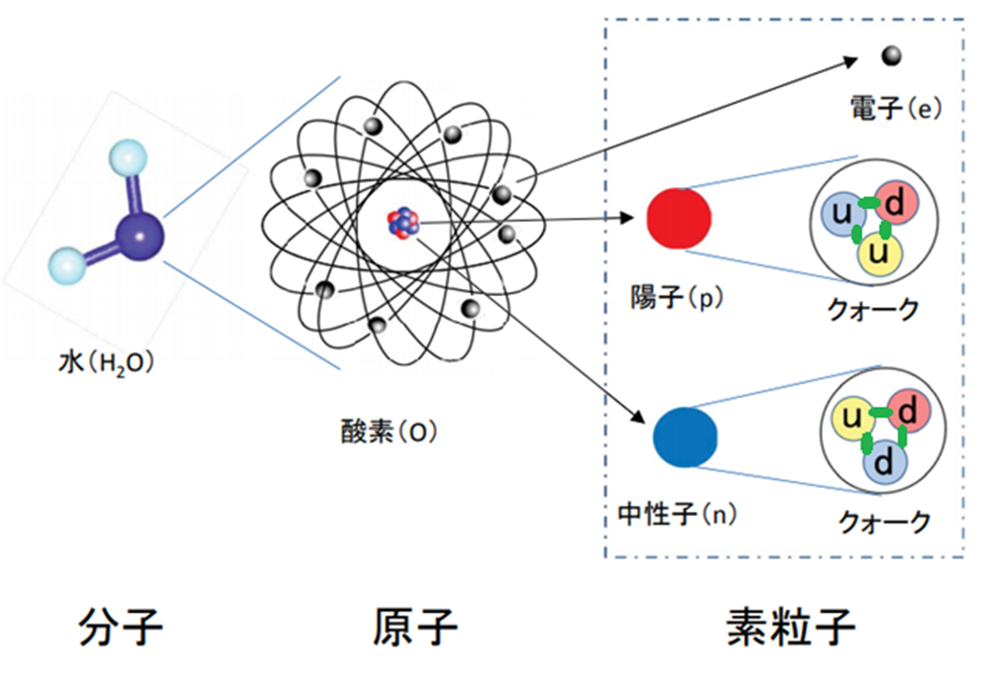 電子(e)
u
d
u
陽子(p)
クォーク
水(H₂O)
酸素(O)
u
d
d
中性子(n)
クォーク
分子
原子
素粒子